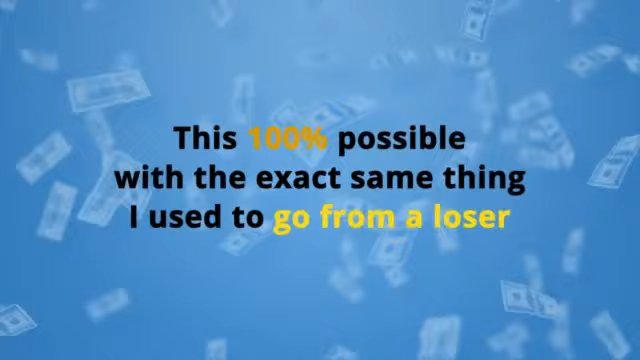 This 100% possible
with the exact same thing
I used to go from a loser